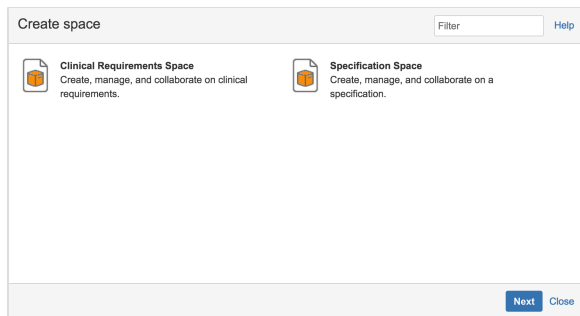 Create space
Filter
Help
Clinical Requirements Space
Create, manage, and collaborate on clinical
requirements.
Specification Space
Create, manage, and collaborate on a
specification.
Next
Close